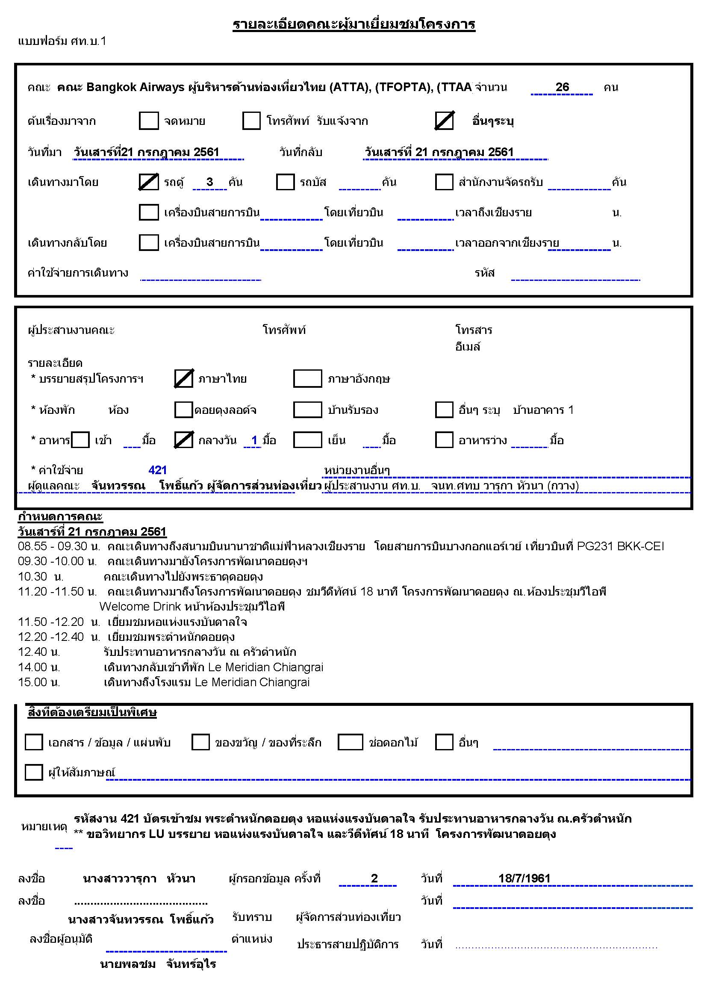 รายละเอียดคณะผู้มาเยี่ยมชมโครงการ
แบบฟอร์ม ศท.บ.1
คณะ คณะ Bangkok Airways ผู้บริหารด้านท่องเที่ยวไทย (ATTA), (TFOPTA), (TTAA จำนวน 26 คน
ต้นเรื่องมาจาก จดหมาย โทรศัพท์ รับแจ้งจาก อื่นๆระบุ
วันที่มา วันเสาร์ที่21 กรกฎาคม 2561 วันที่กลับ วันเสาร์ที่ 21 กรกฎาคม 2561
เดินทางมาโดย รถตู้ 3 คัน รถบัส คัน สำนักงานจัดรถรับ คัน
เครื่องบินสายการบิน โดยเที่ยวบิน เวลาถึงเชียงราย น.
เดินทางกลับโดย เครื่องบินสายการบิน โดยเที่ยวบิน เวลาออกจากเชียงราย น.
ค่าใช้จ่ายการเดินทาง รหัส
ผู้ประสานงานคณะ โทรศัพท์ โทรสาร
อีเมล์
รายละเอียด
* บรรยายสรุปโครงการฯ ภาษาไทย ภาษาอังกฤษ
* ห้องพัก ห้อง ดอยตุงลอด์จ บ้านรับรอง อื่นๆ ระบุ บ้านอาคาร 1
* อาหาร เช้า มื้อ กลางวัน 1 มื้อ เย็น มื้อ อาหารว่าง มื้อ
* ค่าใช้จ่าย 421 หน่วยงานอื่นๆ
ผู้ดูแลคณะ จันทวรรณ โพธิ์แก้ว ผู้จัดการส่วนท่องเที่ยว ผู้ประสานงาน ศท.บ. จนท.ศทบ วารุกา หัวนา (กวาง)
กำหนดการคณะ
วันเสาร์ที่ 21 กรกฎาคม 2561
08.55 - 09.30 น. คณะเดินทางถึงสนามบินนานาชาติแม่ฟ้าหลวงเชียงราย โดยสายการบินบางกอกแอร์เวย์ เที่ยวบินที่ PG231 BKK-CEI
09.30 -10.00 น. คณะเดินทางมายังโครงการพัฒนาดอยตุงฯ
10.30 น. คณะเดินทางไปยังพระธาตุดอยตุง
11.20 -11.50 น. คณะเดินทางมาถึงโครงการพัฒนาดอยตุง ชมวีดีทัศน์ 18 นาที โครงการพัฒนาดอยตุง ณ.ห้องประชุมวีไอพี
Welcome Drink หน้าห้องประชุมวีไอพี
11.50 -12.20 น. เยี่ยมชมหอแห่งแรงบันดาลใจ
12.20 -12.40 น. เยี่ยมชมพระตำหนักดอยตุง
12.40 น. รับประทานอาหารกลางวัน ณ ครัวตำหนัก
14.00 น. เดินทางกลับเข้าที่พัก Le Meridian Chiangrai
15.00 น. เดินทางถึงโรงแรม Le Meridian Chiangrai
สิ่งที่ต้องเตรียมเป็นพิเศษ
เอกสาร / ข้อมูล / แผ่นพับ ของขวัญ / ของที่ระลึก ช่อดอกไม้ อื่นๆ
ผู้ให้สัมภาษณ์
รหัสงาน 421 บัตรเข้าชม พระตำหนักดอยตุง หอแห่งแรงบันดาลใจ รับประทานอาหารกลางวัน ณ.ครัวตำหนัก
หมายเหตุ
** ขอวิทยากร LU บรรยาย หอแห่งแรงบันดาลใจ และวีดีทัศน์ 18 นาที โครงการพัฒนาดอยตุง
ลงชื่อ นางสาววารุกา หัวนา ผู้กรอกข้อมูล ครั้งที่ 2 วันที่ 18/7/1961
ลงชื่อ ......................................... วันที่
นางสาวจันทวรรณ โพธิ์แก้ว รับทราบ ผู้จัดการส่วนท่องเที่ยว
ลงชื่อผู้อนุมัติ ตำแหน่ง ประธารสายปฏิบัติการ วันที่ ..............................................................
นายพลชม จันทร์อุไร